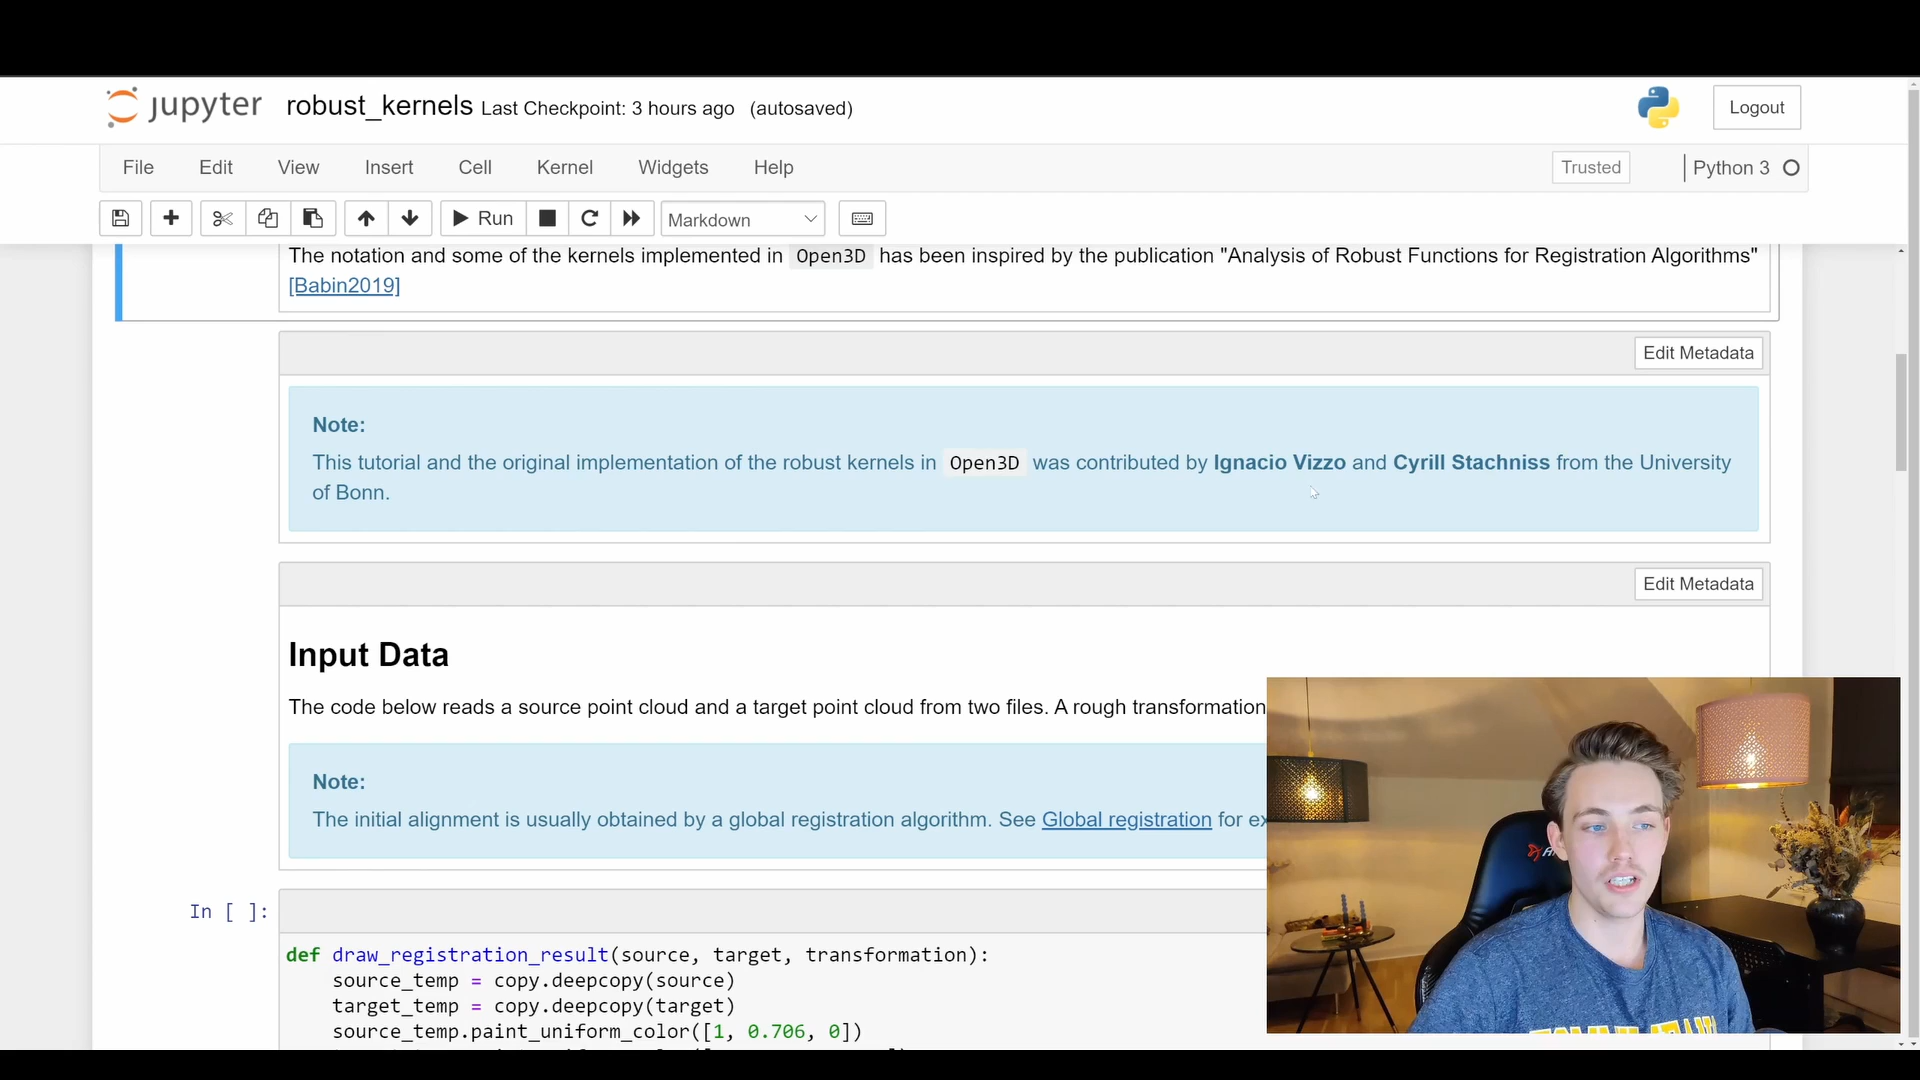 jupyter robust_kernels Last Checkpoint: 3 hours ago (autosaved)
Logout
File Edit View Insert Cell Kernel Widgets Help
Trusted
Python 3
Run
Markdown
The notation and some of the kernels implemented in Open3D has been inspired by the publication "Analysis of Robust Functions for Registration Algorithms"
[Babin2019]
Edit Metadata
Note:
This tutorial and the original implementation of the robust kernels in Open3D was contributed by Ignacio Vizzo and Cyrill Stachniss from the University
of Bonn.
Edit Metadata
Input Data
The code below reads a source point cloud and a target point cloud from two files. A rough transformation
Note:
The initial alignment is usually obtained by a global registration algorithm. See Global registration for ex
In [ ]:
def draw_registration_result(source, target, transformation):
source_temp = copy.deepcopy(source)
target_temp = copy.deepcopy(target)
source_temp.paint_uniform_color([1, 0.706, 0])